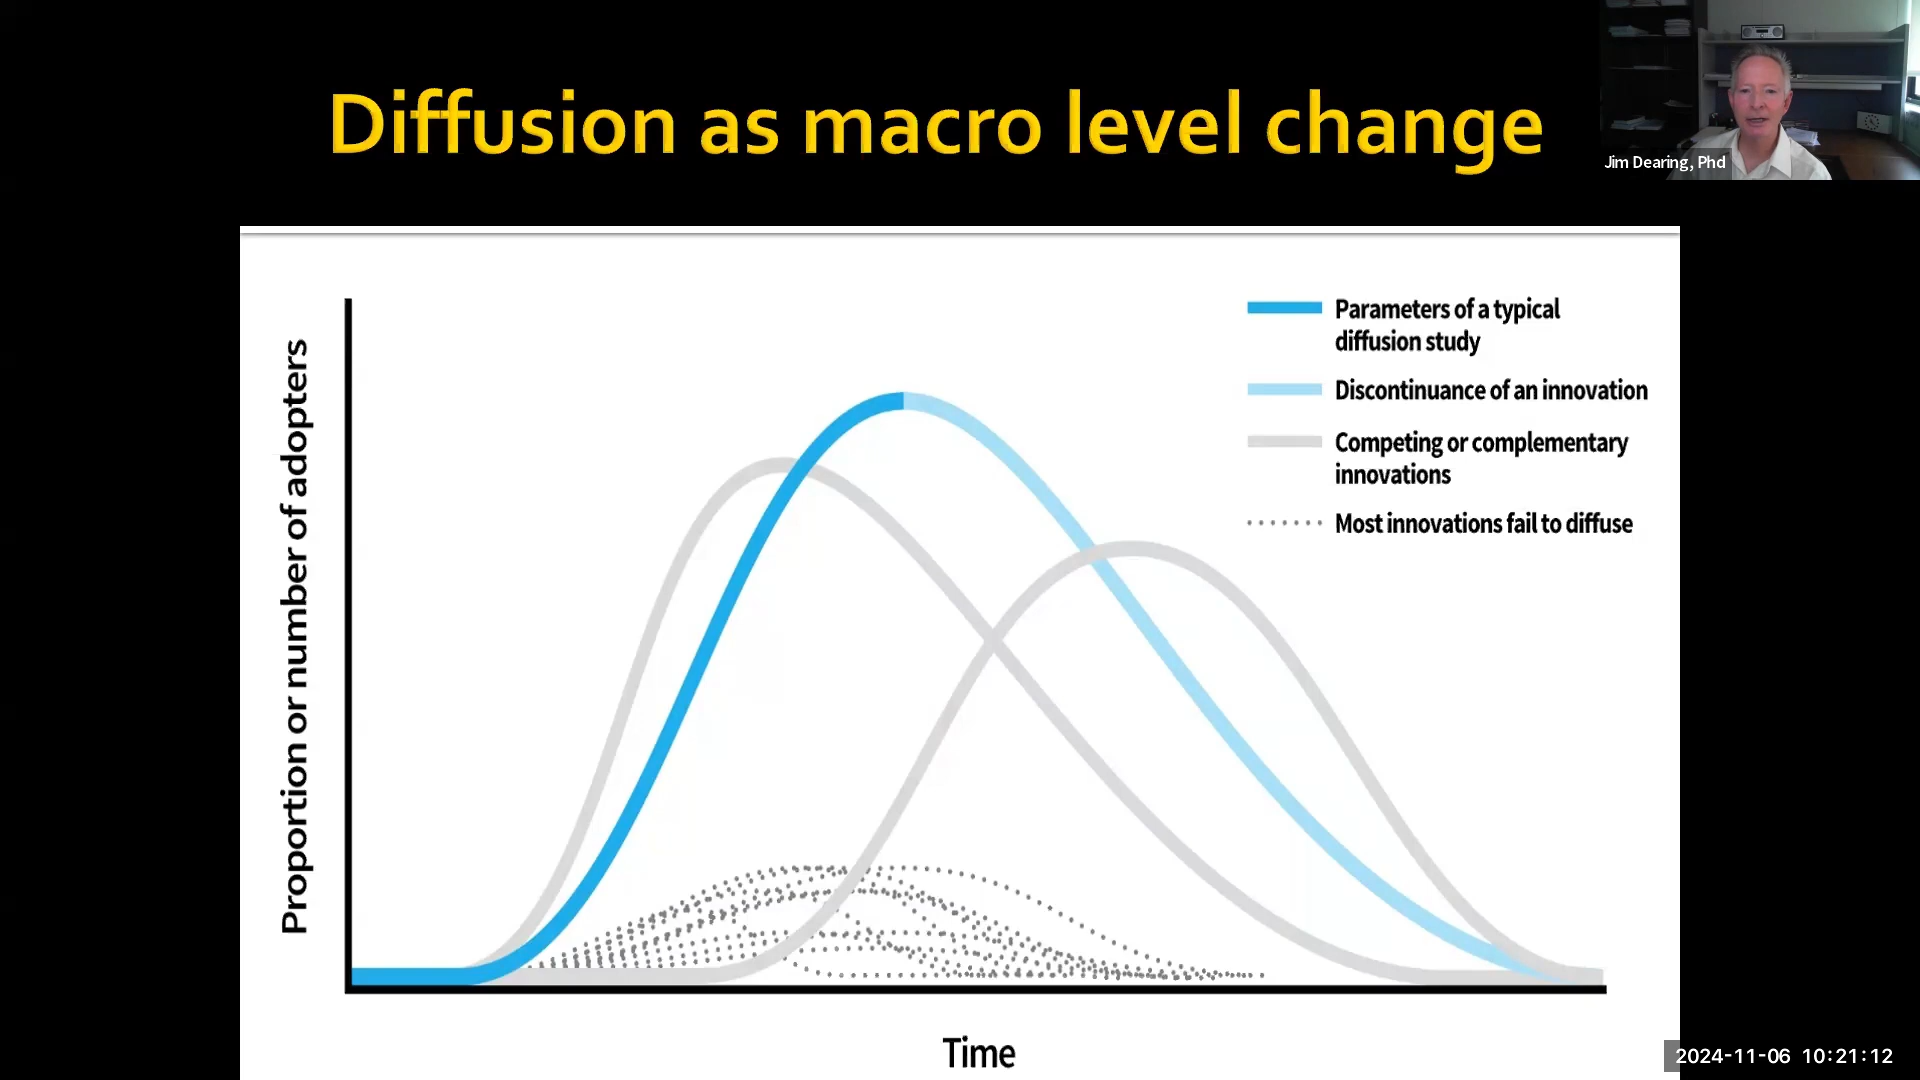 Diffusion as macro level change
Jim Dearing, Phd
Proportion or number of adopters
Parameters of a typical
diffusion study
Discontinuance of an innovation
Competing or complementary
innovations
Most innovations fail to diffuse
Time
2024-11-06 10:21:12